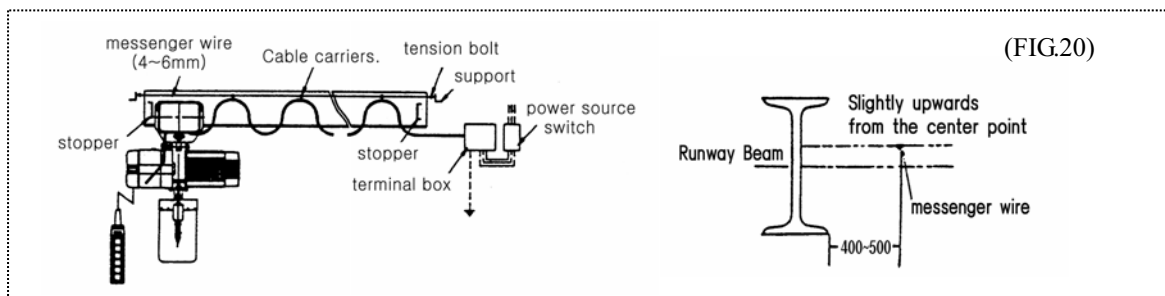 (FIG.20)
messenger wire
(4~6mm)
Cable carriers.
tension bolt
support
power source
switch
stopper
stopper
terminal box
Slightly upwards
from the center point
Runway Beam
messenger wire
400~500